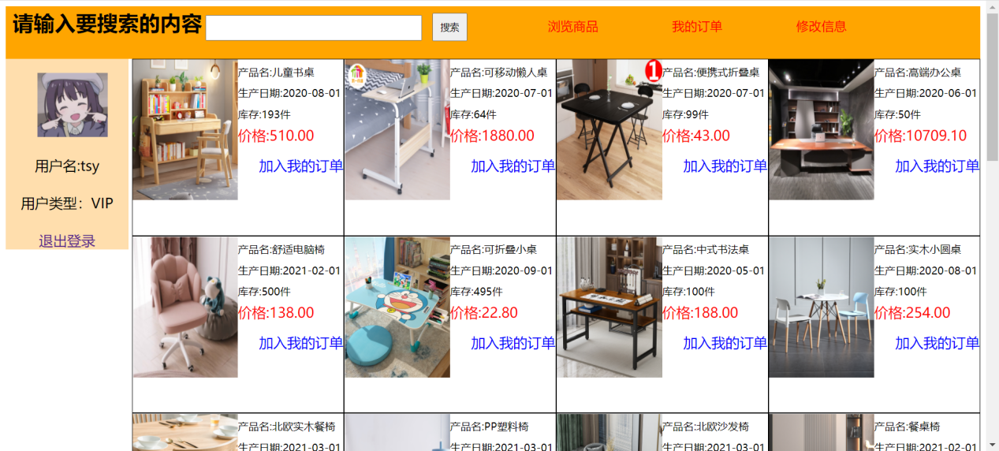 请输入要搜索的内容 搜索 浏览商品 我的订单 修改信息
用户名:tsy
用户类型：VIP
退出登录
产品名:儿童书桌
生产日期:2020-08-01
库存:193件
价格:510.00
加入我的订单
产品名:可移动懒人桌
生产日期:2020-07-01
库存:64件
价格:1880.00
加入我的订单
1
产品名:便携式折叠桌
生产日期:2020-07-01
库存:99件
价格:43.00
加入我的订单
产品名:高端办公桌
生产日期:2020-06-01
库存:50件
价格:10709.10
加入我的订单
产品名:舒适电脑椅
生产日期:2021-02-01
库存:500件
价格:138.00
加入我的订单
产品名:可折叠小桌
生产日期:2020-09-01
库存:495件
价格:22.80
加入我的订单
产品名:中式书法桌
生产日期:2020-05-01
库存:100件
价格:188.00
加入我的订单
产品名:实木小圆桌
生产日期:2020-08-01
库存:100件
价格:254.00
加入我的订单
产品名:北欧实木餐椅
生产日期:2021-03-01
产品名:PP塑料椅
生产日期:2021-03-01
产品名:北欧沙发椅
生产日期:2021-03-01
产品名:餐桌椅
生产日期:2021-02-01